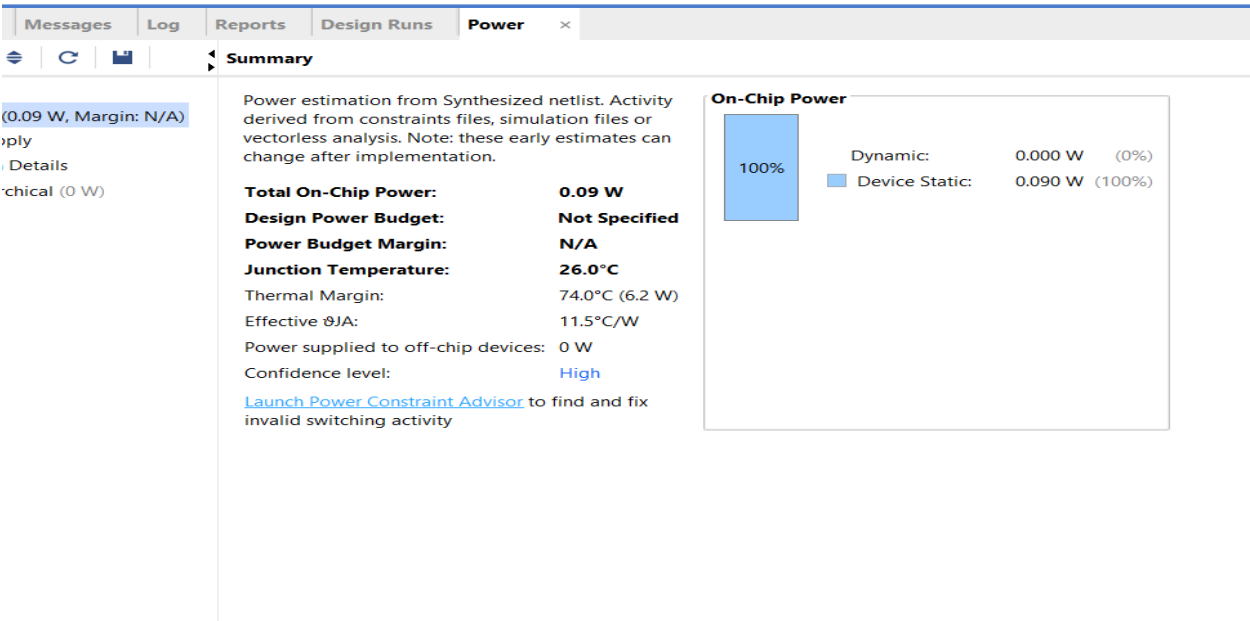 Messages Log Reports Design Runs Power ×
Summary
(0.09 W, Margin: N/A)
pply
Details
rchical (0 W)
Power estimation from Synthesized netlist. Activity
derived from constraints files, simulation files or
vectorless analysis. Note: these early estimates can
change after implementation.
Total On-Chip Power: 0.09 W
Design Power Budget: Not Specified
Power Budget Margin: N/A
Junction Temperature: 26.0°C
Thermal Margin: 74.0°C (6.2 W)
Effective ϑJA: 11.5°C/W
Power supplied to off-chip devices: 0 W
Confidence level: High
Launch Power Constraint Advisor to find and fix
invalid switching activity
On-Chip Power
100%
Dynamic: 0.000 W (0%)
Device Static: 0.090 W (100%)